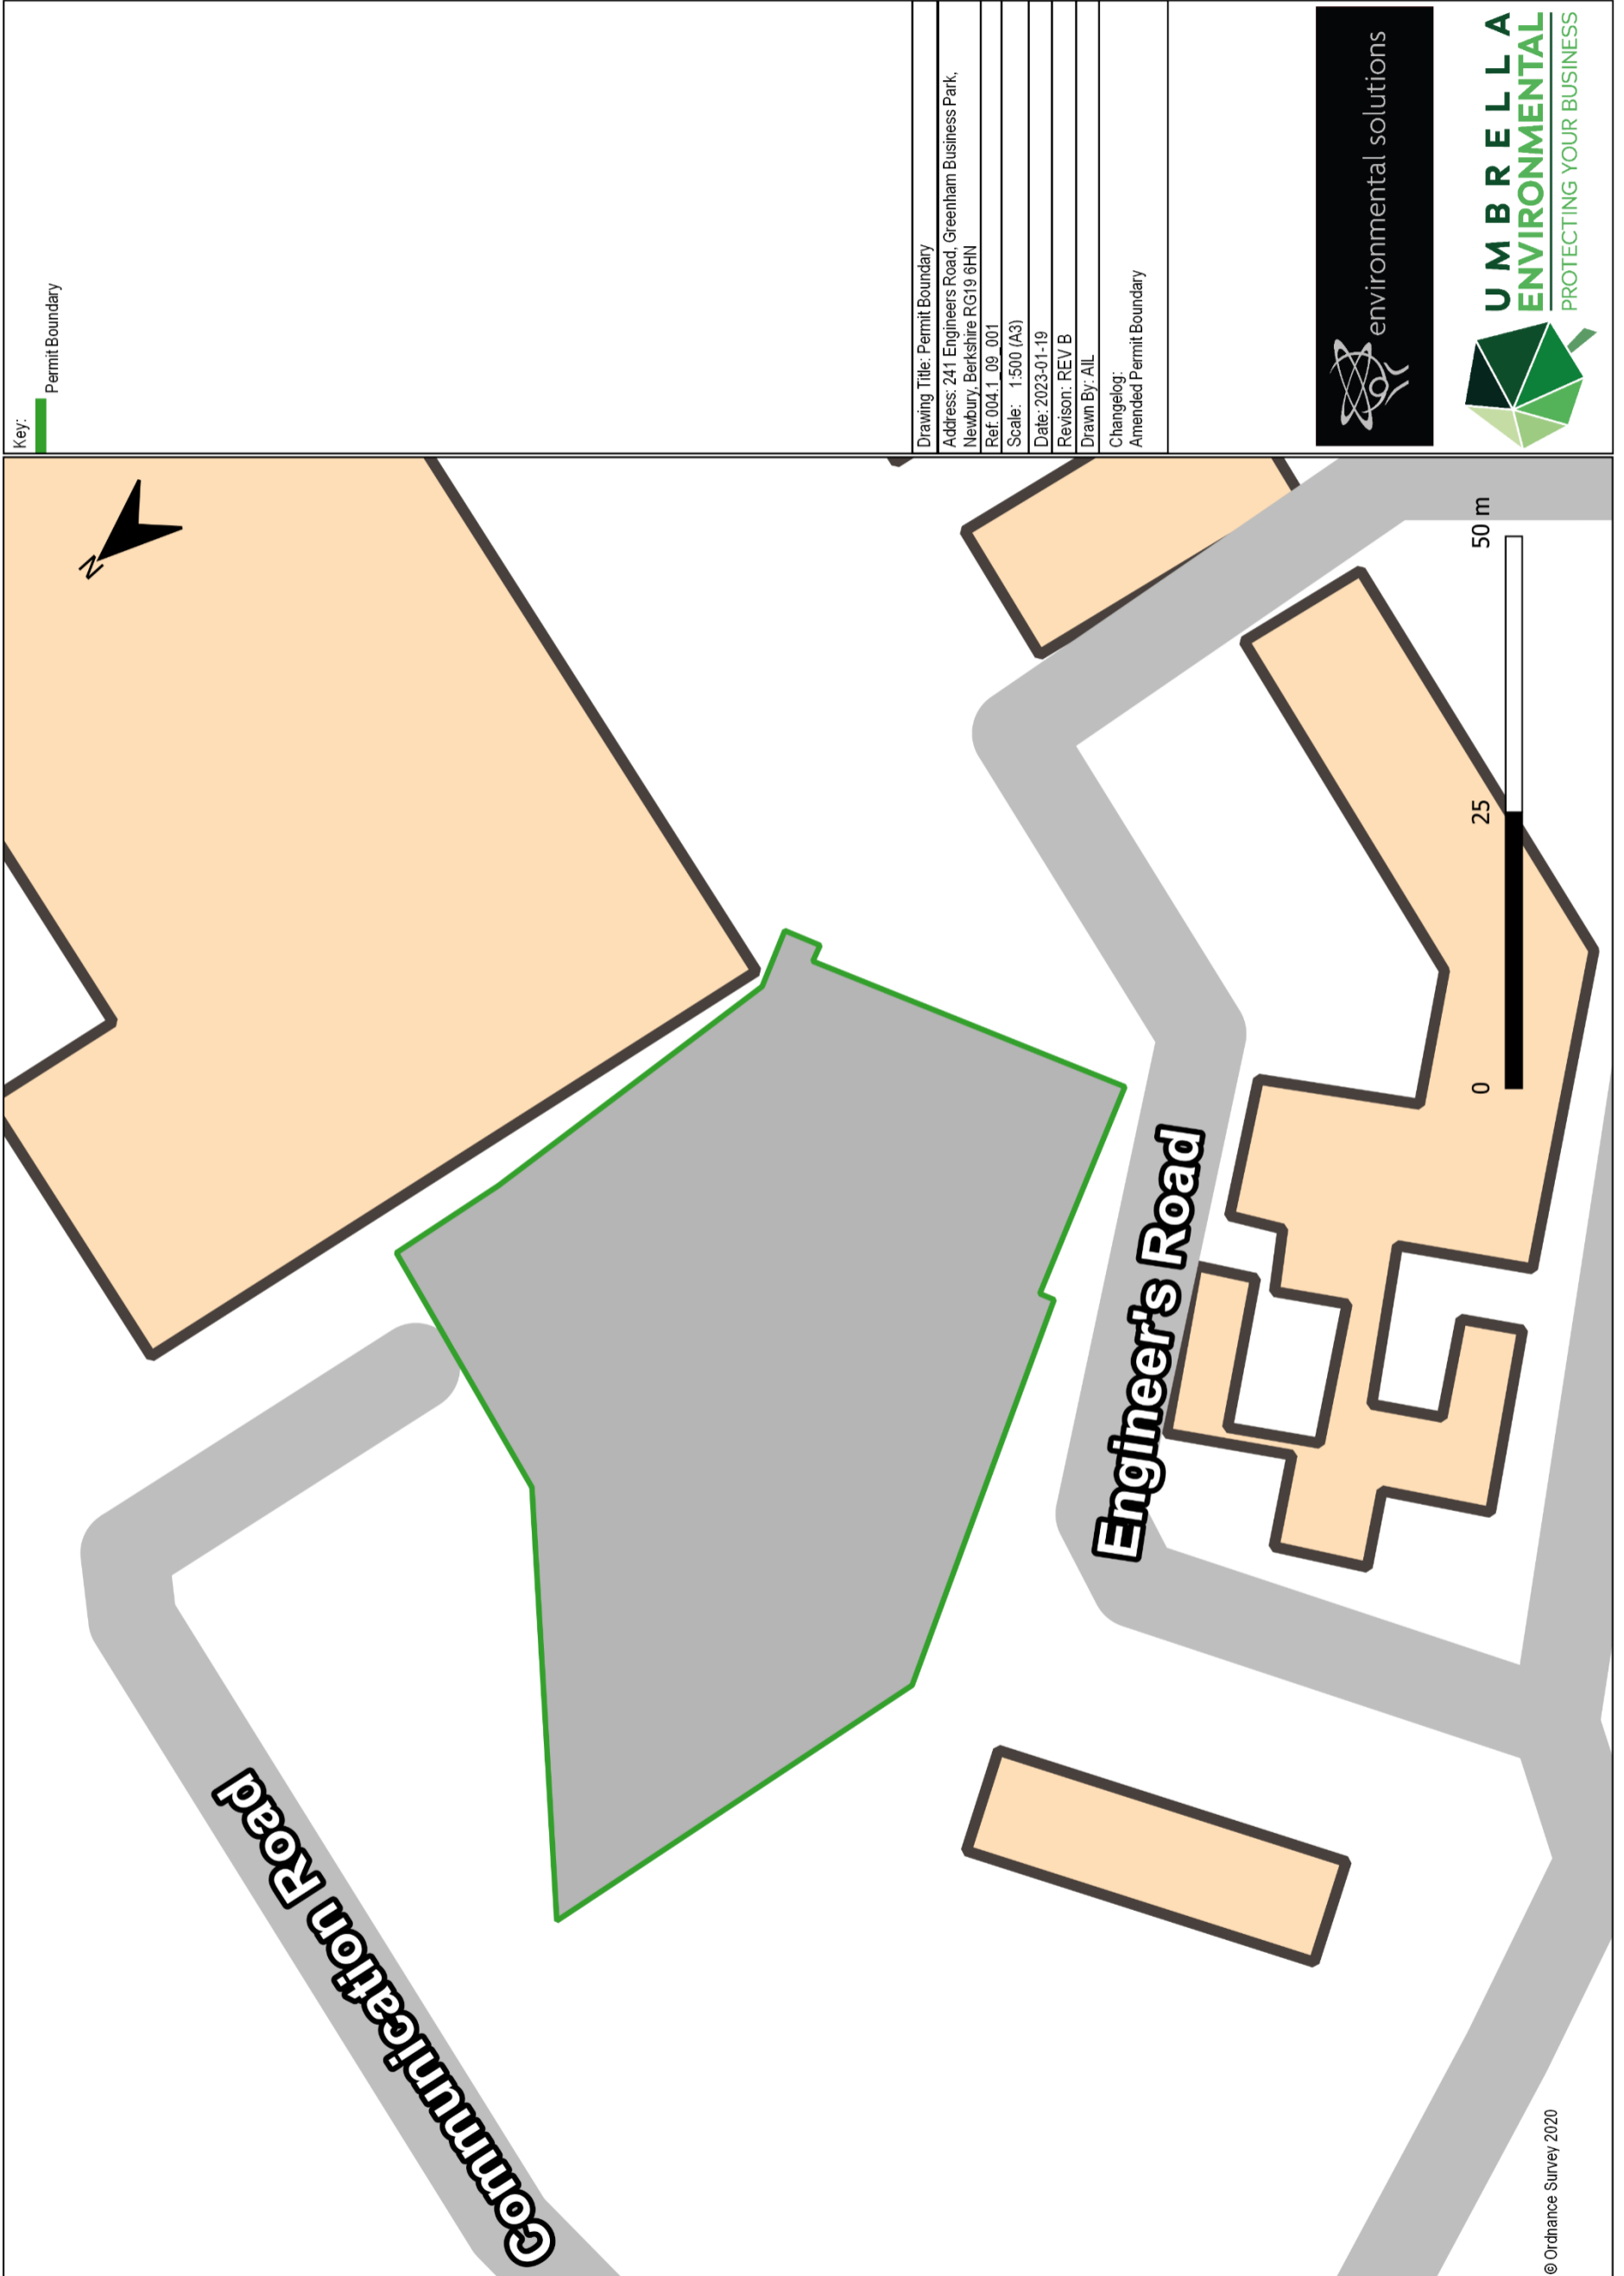 Key:
Permit Boundary
Drawing Title: Permit Boundary
Address: 241 Engineers Road, Greenham Business Park,
Newbury, Berkshire RG19 6HN
Ref: 004.1_09_001
Scale: 1:500 (A3)
Date: 2023-01-19
Revison: REV B
Drawn By: AIL
Changelog:
Amended Permit Boundary
environmental solutions
UMBRELLA
ENVIRONMENTAL
PROTECTING YOUR BUSINESS
N
Communication Road
Engineer's Road
0 25 50 m
© Ordnance Survey 2020